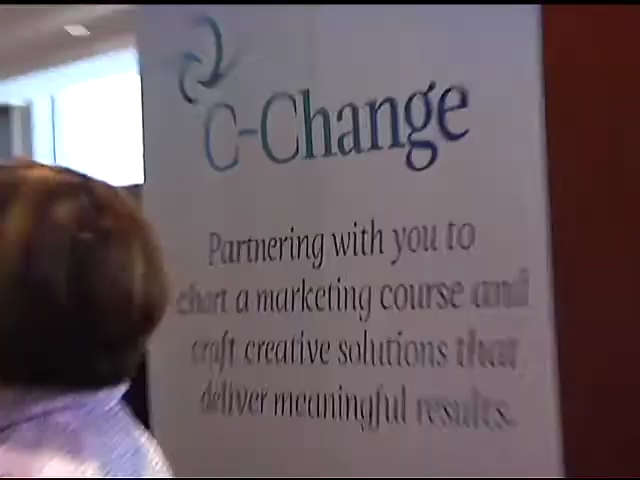 C-Change
Partnering with you to
chart a marketing course and
craft creative solutions that
deliver meaningful results.